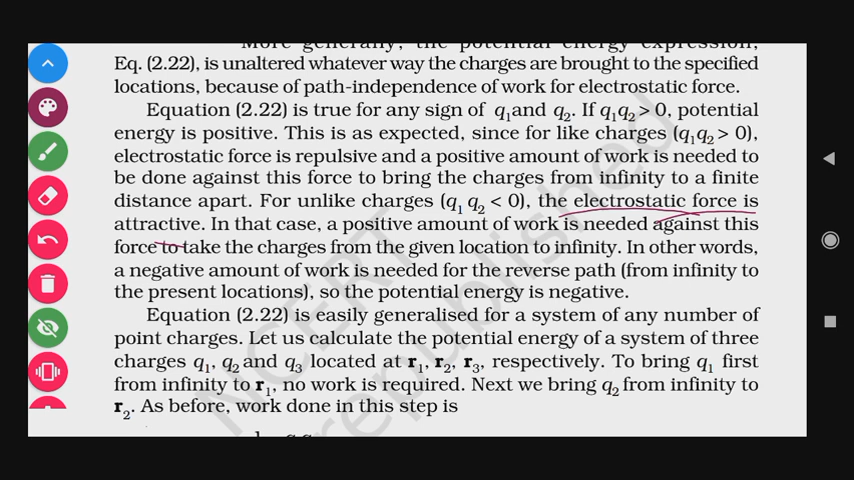 More generally, the potential energy expression,
Eq. (2.22), is unaltered whatever way the charges are brought to the specified
locations, because of path-independence of work for electrostatic force.
Equation (2.22) is true for any sign of q₁and q₂. If q₁q₂ > 0, potential
energy is positive. This is as expected, since for like charges (q₁q₂ > 0),
electrostatic force is repulsive and a positive amount of work is needed to
be done against this force to bring the charges from infinity to a finite
distance apart. For unlike charges (q₁ q₂ < 0), the electrostatic force is
attractive. In that case, a positive amount of work is needed against this
force to take the charges from the given location to infinity. In other words,
a negative amount of work is needed for the reverse path (from infinity to
the present locations), so the potential energy is negative.
Equation (2.22) is easily generalised for a system of any number of
point charges. Let us calculate the potential energy of a system of three
charges q₁, q₂ and q₃ located at r₁, r₂, r₃, respectively. To bring q₁ first
from infinity to r₁, no work is required. Next we bring q₂ from infinity to
r₂. As before, work done in this step is
NCERT
republished